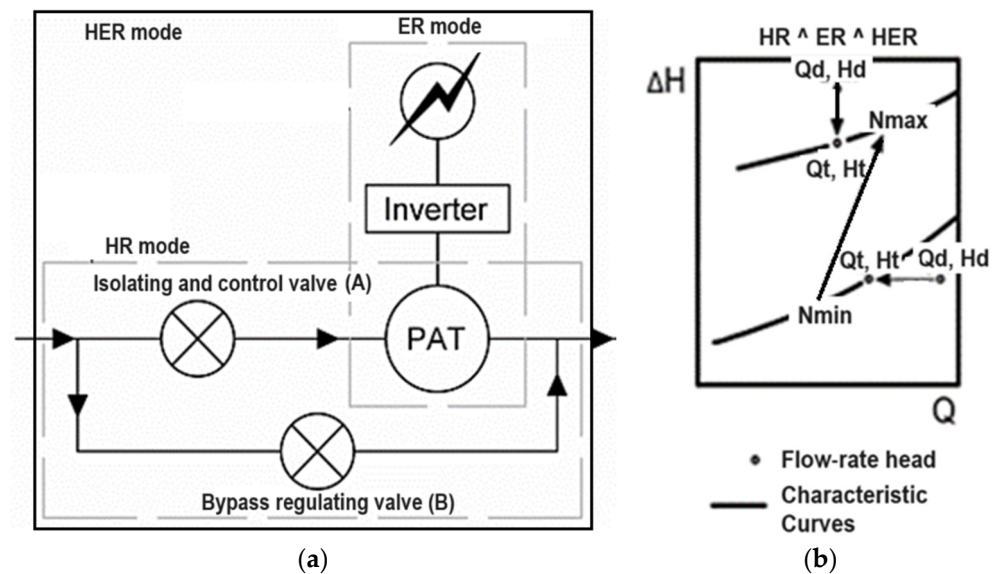 (a)
HER mode
ER mode
Inverter
HR mode
Isolating and control valve (A)
PAT
Bypass regulating valve (B)
(b)
HR ^ ER ^ HER
ΔH
Qd, Hd
Nmax
Qt, Ht
Qt, Ht
Qd, Hd
Nmin
Q
Flow-rate head
Characteristic
Curves
(a)
(b)